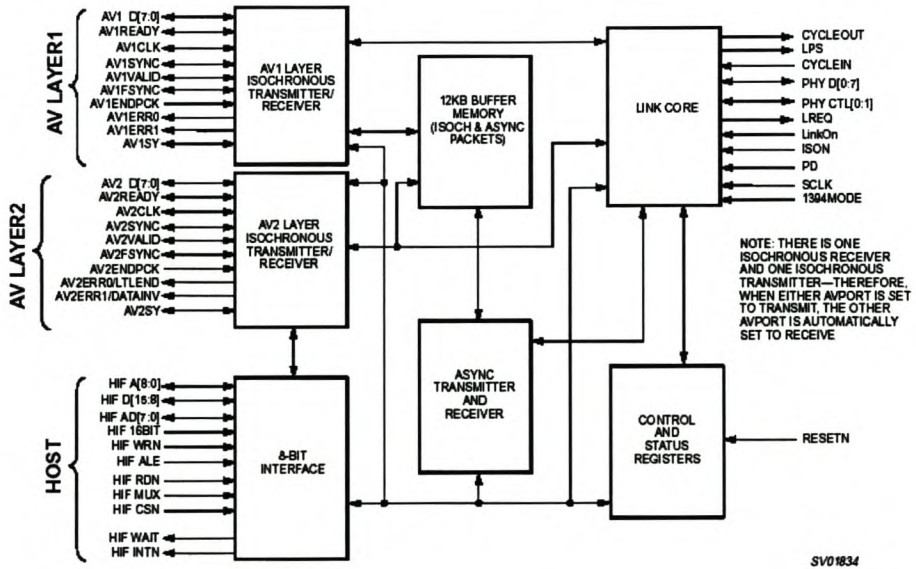 AV LAYER1
AV1 D[7:0]
AV1READY
AV1CLK
AV1SYNC
AV1VALID
AV1FSYNC
AV1ENDPCK
AV1ERR0
AV1ERR1
AV1SY
AV1 LAYER
ISOCHRONOUS
TRANSMITTER/
RECEIVER
AV LAYER2
AV2 D[7:0]
AV2READY
AV2CLK
AV2SYNC
AV2VALID
AV2FSYNC
AV2ENDPCK
AV2ERR0/LTLEND
AV2ERR1/DATAINV
AV2SY
AV2 LAYER
ISOCHRONOUS
TRANSMITTER/
RECEIVER
HOST
HIF A[8:0]
HIF D[15:8]
HIF AD[7:0]
HIF 16BIT
HIF WRN
HIF ALE
HIF RDN
HIF MUX
HIF CSN
HIF WAIT
HIF INTN
8-BIT
INTERFACE
12KB BUFFER
MEMORY
(ISOCH & ASYNC
PACKETS)
ASYNC
TRANSMITTER
AND
RECEIVER
LINK CORE
CONTROL
AND
STATUS
REGISTERS
CYCLEOUT
LPS
CYCLEIN
PHY D[0:7]
PHY CTL[0:1]
LREQ
LinkOn
ISON
PD
SCLK
1394MODE
NOTE: THERE IS ONE
ISOCHRONOUS RECEIVER
AND ONE ISOCHRONOUS
TRANSMITTER—THEREFORE,
WHEN EITHER AVPORT IS SET
TO TRANSMIT, THE OTHER
AVPORT IS AUTOMATICALLY
SET TO RECEIVE
RESETN
SV01834